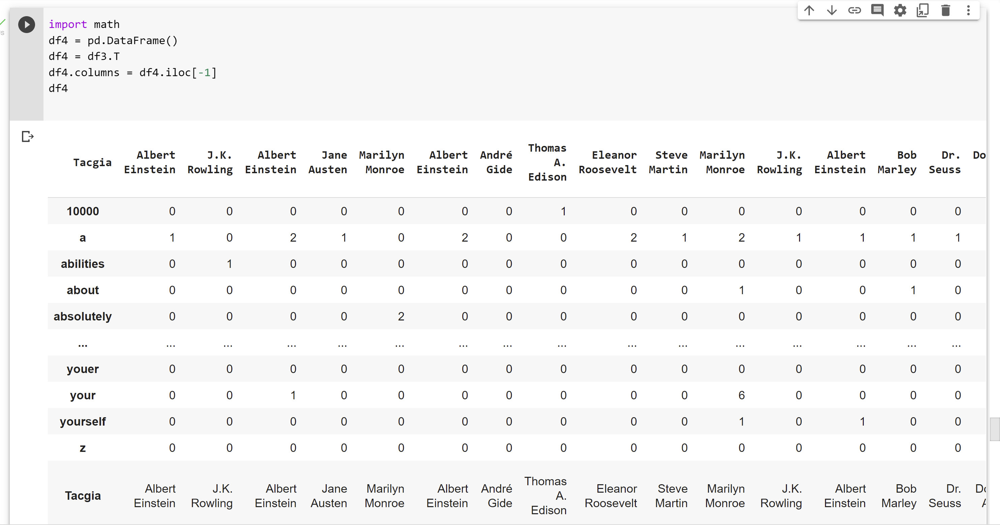 import math
df4 = pd.DataFrame()
df4 = df3.T
df4.columns = df4.iloc[-1]
df4
Tacgia Albert Einstein J.K. Rowling Albert Einstein Jane Austen Marilyn Monroe Albert Einstein André Gide Thomas A. Edison Eleanor Roosevelt Steve Martin Marilyn Monroe J.K. Rowling Albert Einstein Bob Marley Dr. Seuss Do
10000 0 0 0 0 0 0 0 1 0 0 0 0 0 0 0
a 1 0 2 1 0 2 0 0 2 1 2 1 1 1 1
abilities 0 1 0 0 0 0 0 0 0 0 0 0 0 0 0
about 0 0 0 0 0 0 0 0 0 0 1 0 0 1 0
absolutely 0 0 0 0 2 0 0 0 0 0 0 0 0 0 0
... ... ... ... ... ... ... ... ... ... ... ... ... ... ... ...
youer 0 0 0 0 0 0 0 0 0 0 0 0 0 0 0
your 0 0 1 0 0 0 0 0 0 0 6 0 0 0 0
yourself 0 0 0 0 0 0 0 0 0 0 1 0 1 0 0
z 0 0 0 0 0 0 0 0 0 0 0 0 0 0 0
Tacgia Albert Einstein J.K. Rowling Albert Einstein Jane Austen Marilyn Monroe Albert Einstein André Gide Thomas A. Edison Eleanor Roosevelt Steve Martin Marilyn Monroe J.K. Rowling Albert Einstein Bob Marley Dr. Seuss